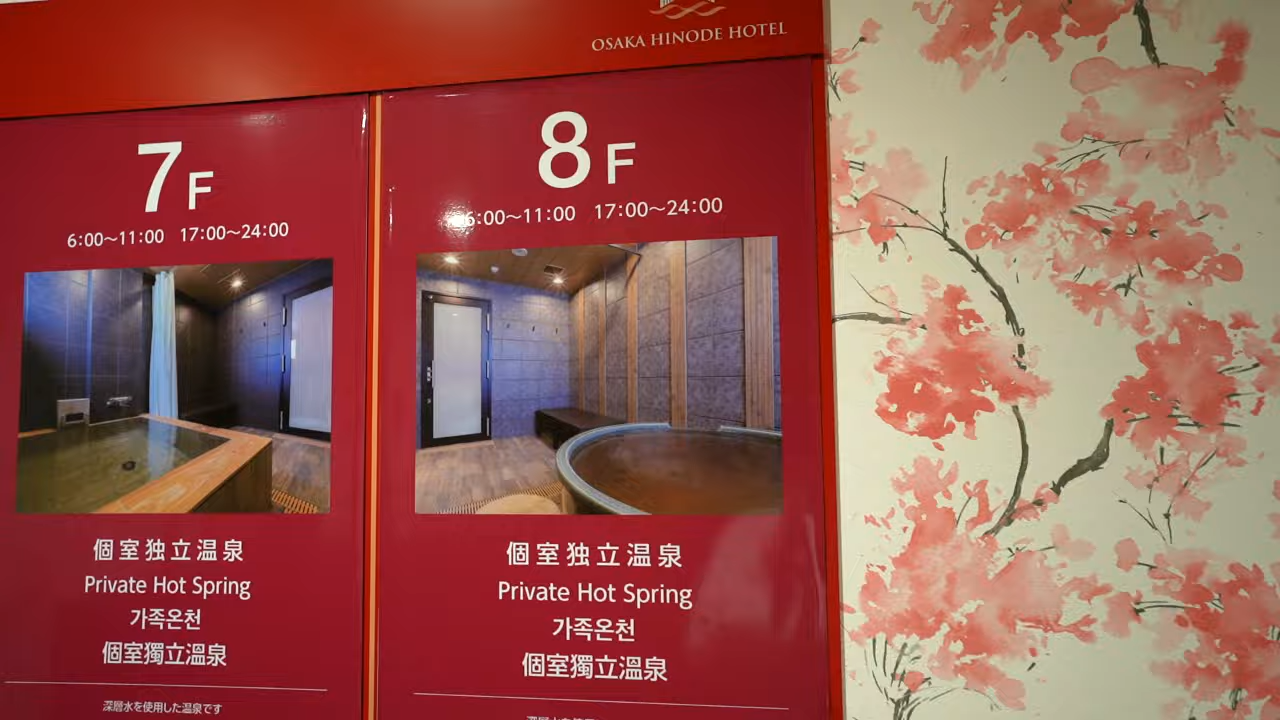 OSAKA HINODE HOTEL
7F
6:00～11:00 17:00～24:00
個室独立温泉
Private Hot Spring
가족온천
個室獨立溫泉
深層水を使用した温泉です
8F
6:00～11:00 17:00～24:00
個室独立温泉
Private Hot Spring
가족온천
個室獨立溫泉